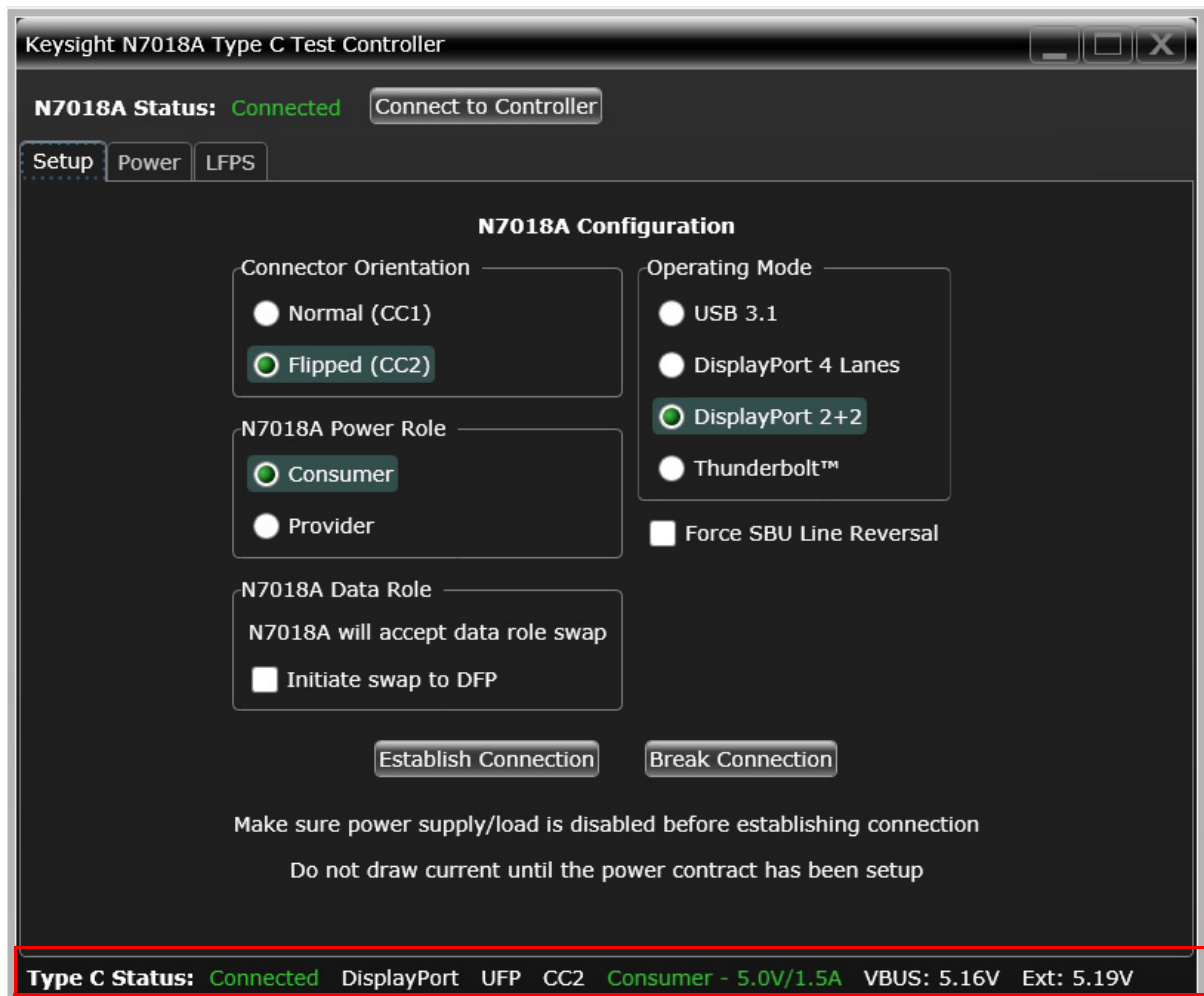 Keysight N7018A Type C Test Controller
N7018A Status: Connected Connect to Controller
Setup Power LFPS
N7018A Configuration
Connector Orientation
Normal (CC1)
Flipped (CC2)
N7018A Power Role
Consumer
Provider
N7018A Data Role
N7018A will accept data role swap
Initiate swap to DFP
Operating Mode
USB 3.1
DisplayPort 4 Lanes
DisplayPort 2+2
Thunderbolt™
Force SBU Line Reversal
Establish Connection Break Connection
Make sure power supply/load is disabled before establishing connection
Do not draw current until the power contract has been setup
Type C Status: Connected DisplayPort UFP CC2 Consumer - 5.0V/1.5A VBUS: 5.16V Ext: 5.19V